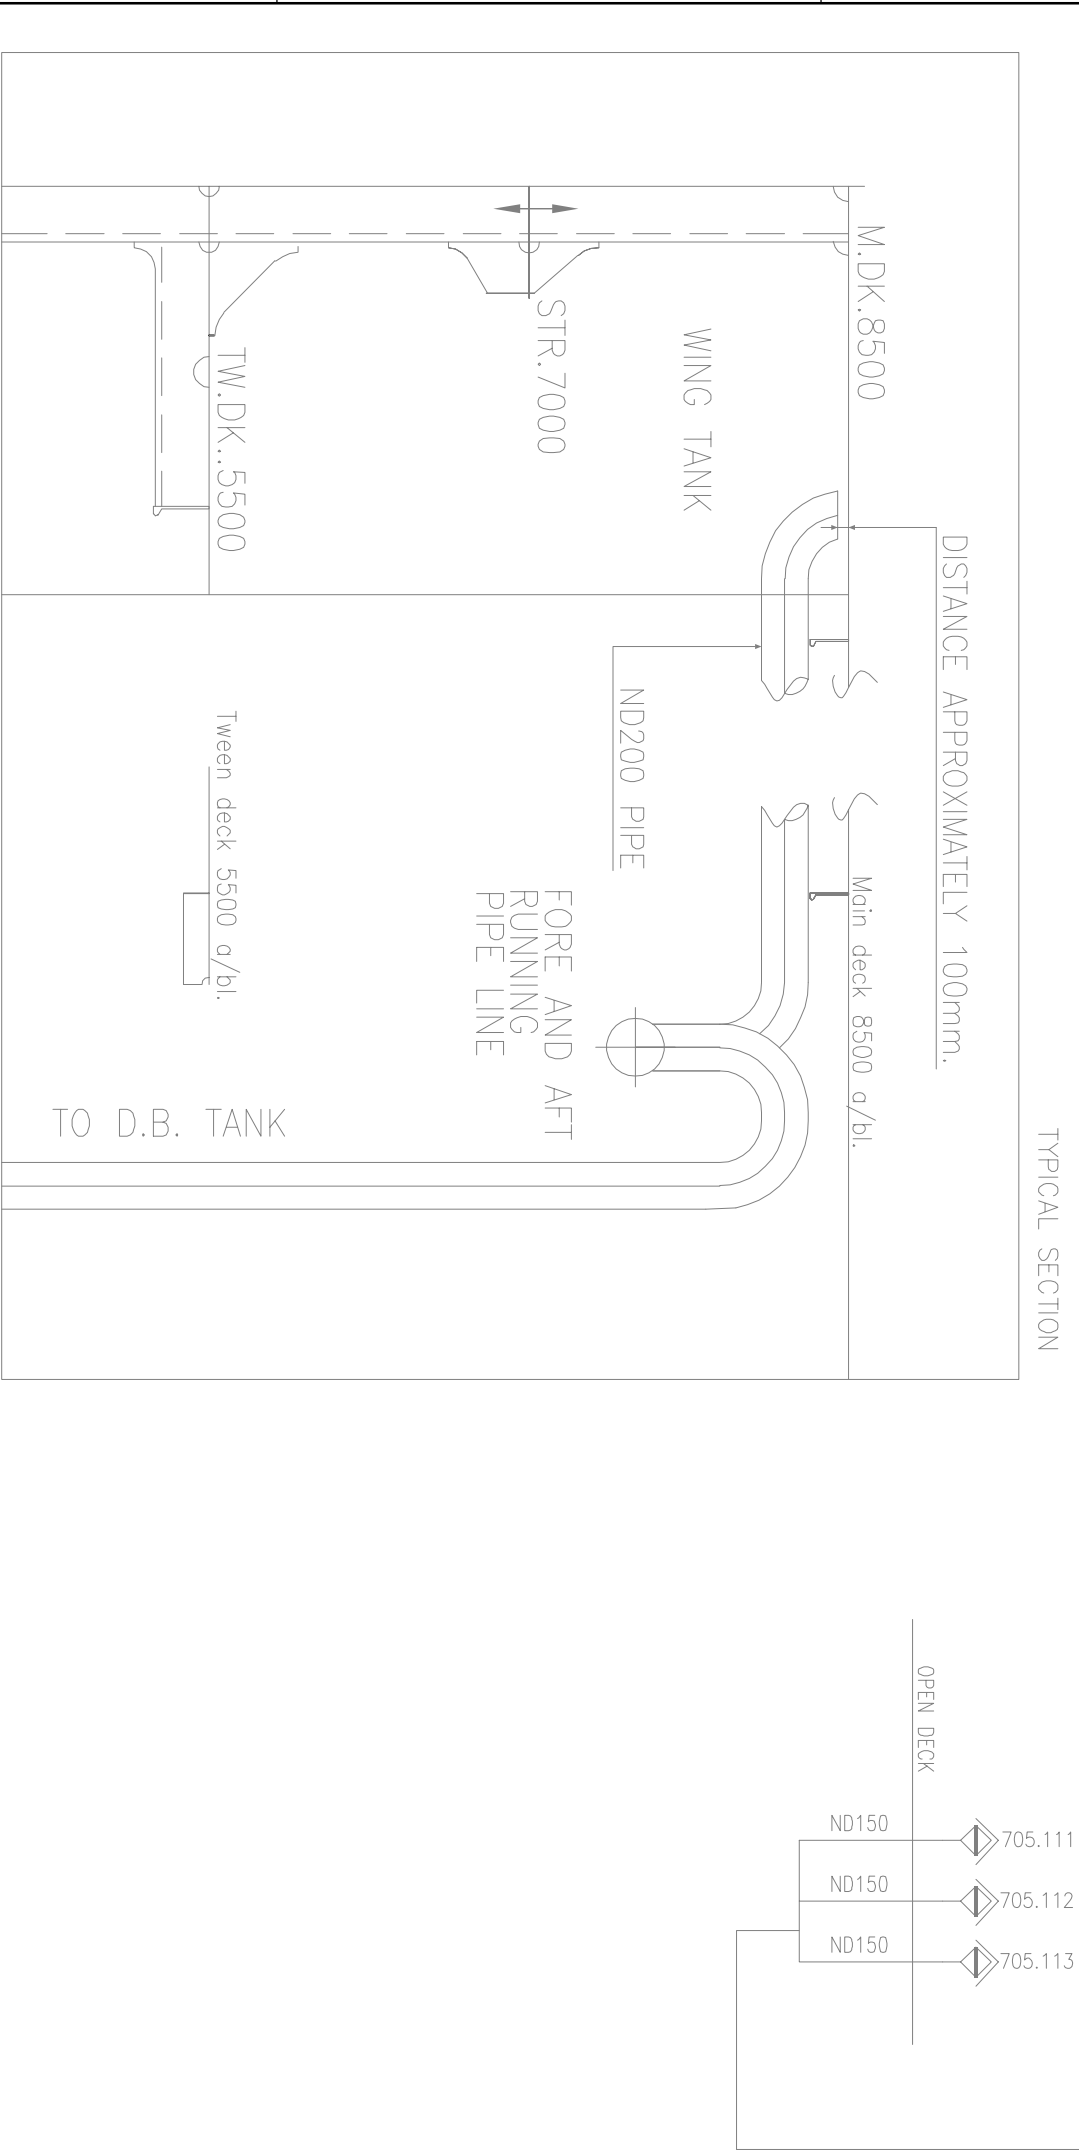 TYPICAL SECTION
DISTANCE APPROXIMATELY 100mm.
M.DK.8500
Main deck 8500 a/bl.
WING TANK
ND200 PIPE
STR.7000
FORE AND AFT
RUNNING
PIPE LINE
TW.DK..5500
Tween deck 5500 a/bl.
TO D.B. TANK
OPEN DECK
ND150
705.111
ND150
705.112
ND150
705.113